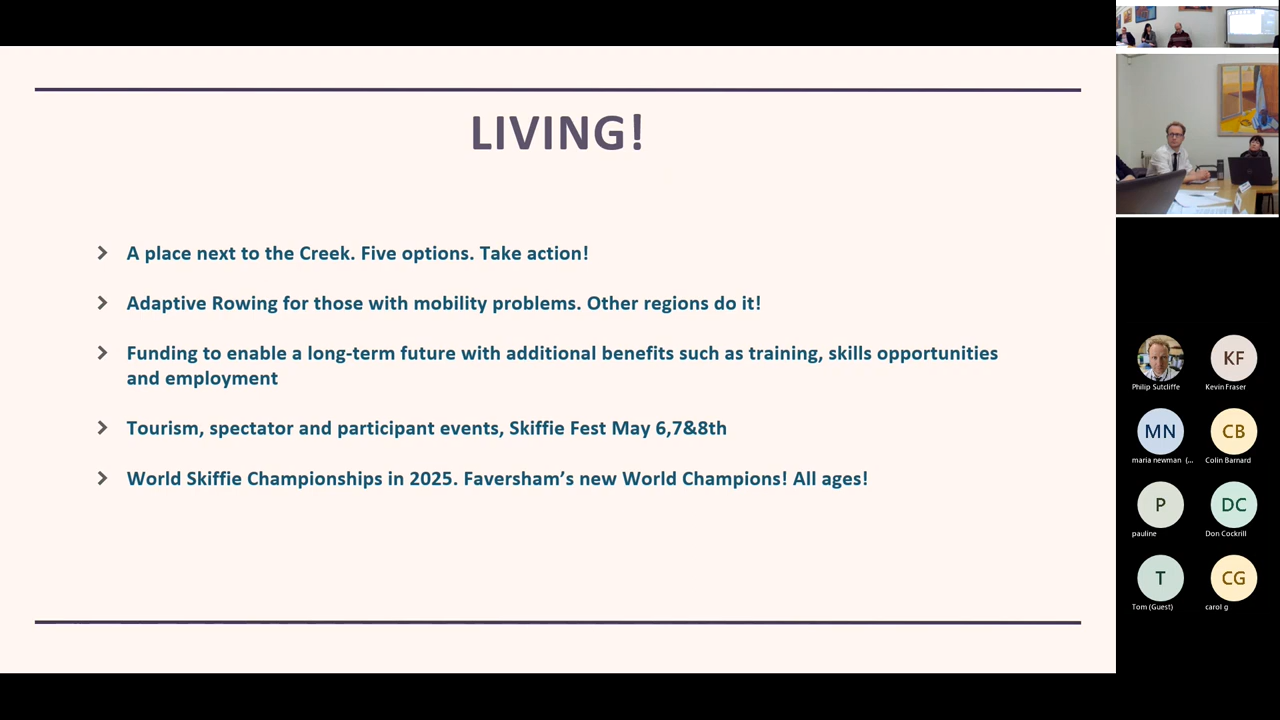 LIVING!
A place next to the Creek. Five options. Take action!
Adaptive Rowing for those with mobility problems. Other regions do it!
Funding to enable a long-term future with additional benefits such as training, skills opportunities
and employment
Tourism, spectator and participant events, Skiffie Fest May 6,7&8th
World Skiffie Championships in 2025. Faversham’s new World Champions! All ages!
Philip Sutcliffe
KF
Kevin Fraser
MN
maria newman (...
CB
Colin Barnard
P
pauline
DC
Don Cockrill
T
Tom (Guest)
CG
carol g